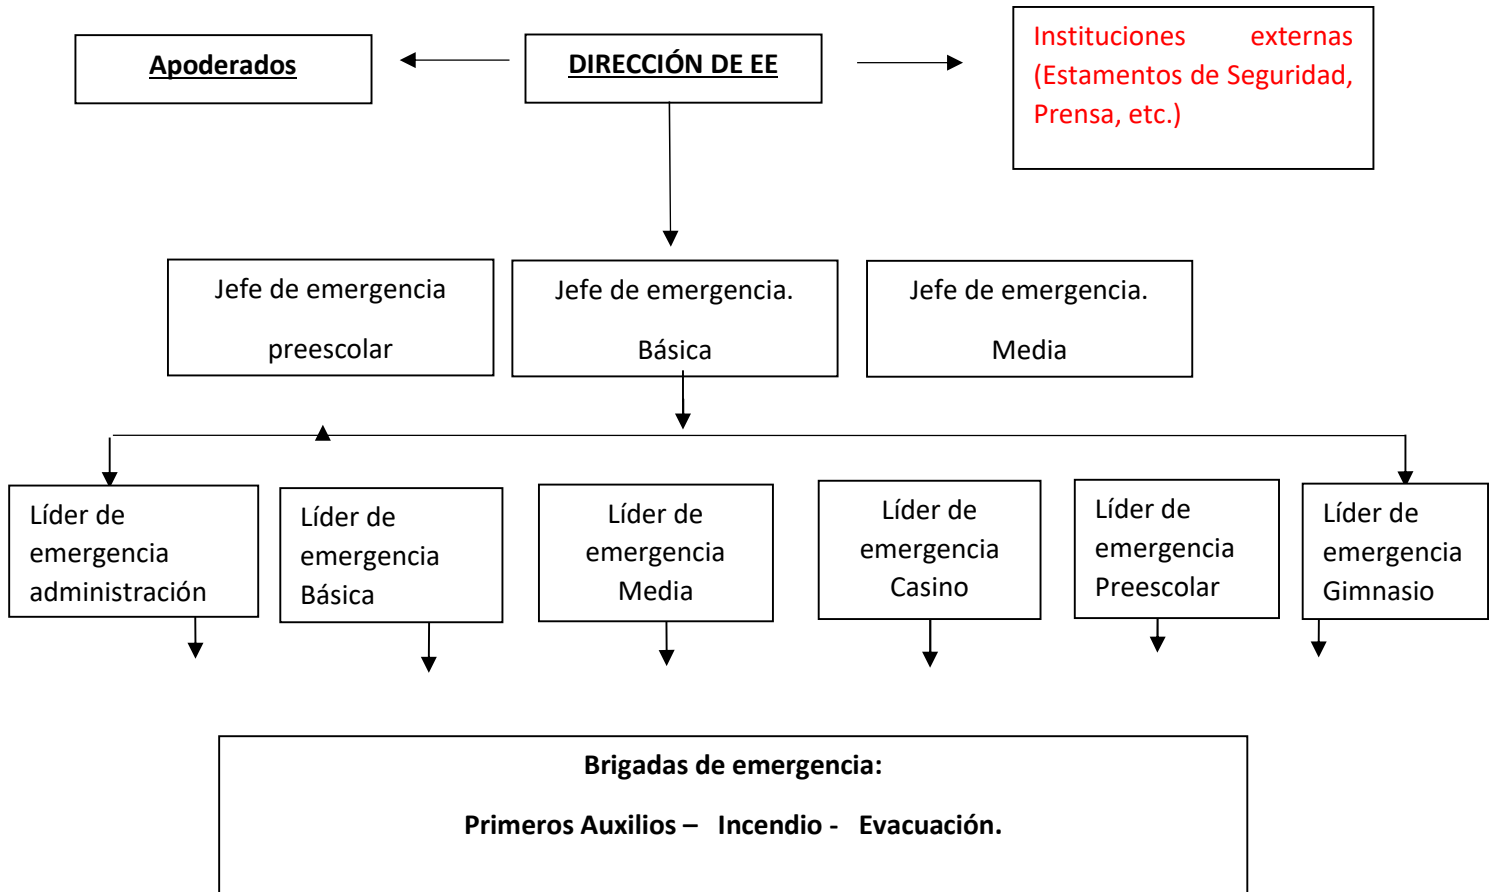 Apoderados
DIRECCIÓN DE EE
Instituciones externas
(Estamentos de Seguridad,
Prensa, etc.)
Jefe de emergencia
preescolar
Jefe de emergencia.
Básica
Jefe de emergencia.
Media
Líder de
emergencia
administración
Líder de
emergencia
Básica
Líder de
emergencia
Media
Líder de
emergencia
Casino
Líder de
emergencia
Preescolar
Líder de
emergencia
Gimnasio
Brigadas de emergencia:
Primeros Auxilios – Incendio - Evacuación.